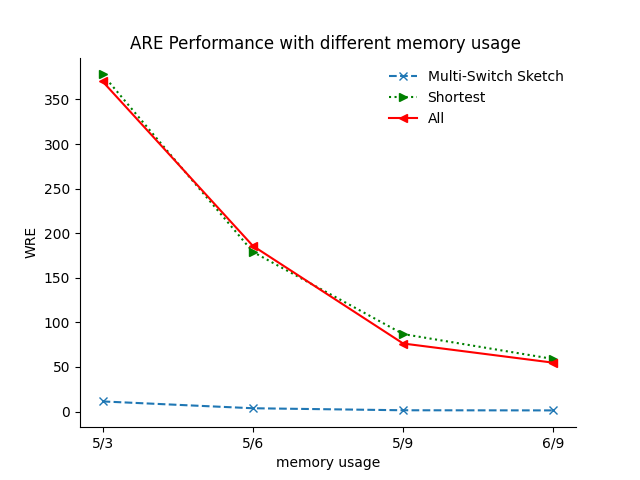 ARE Performance with different memory usage
Multi-Switch Sketch
Shortest
All
WRE
350
300
250
200
150
100
50
0
5/3
5/6
5/9
6/9
memory usage